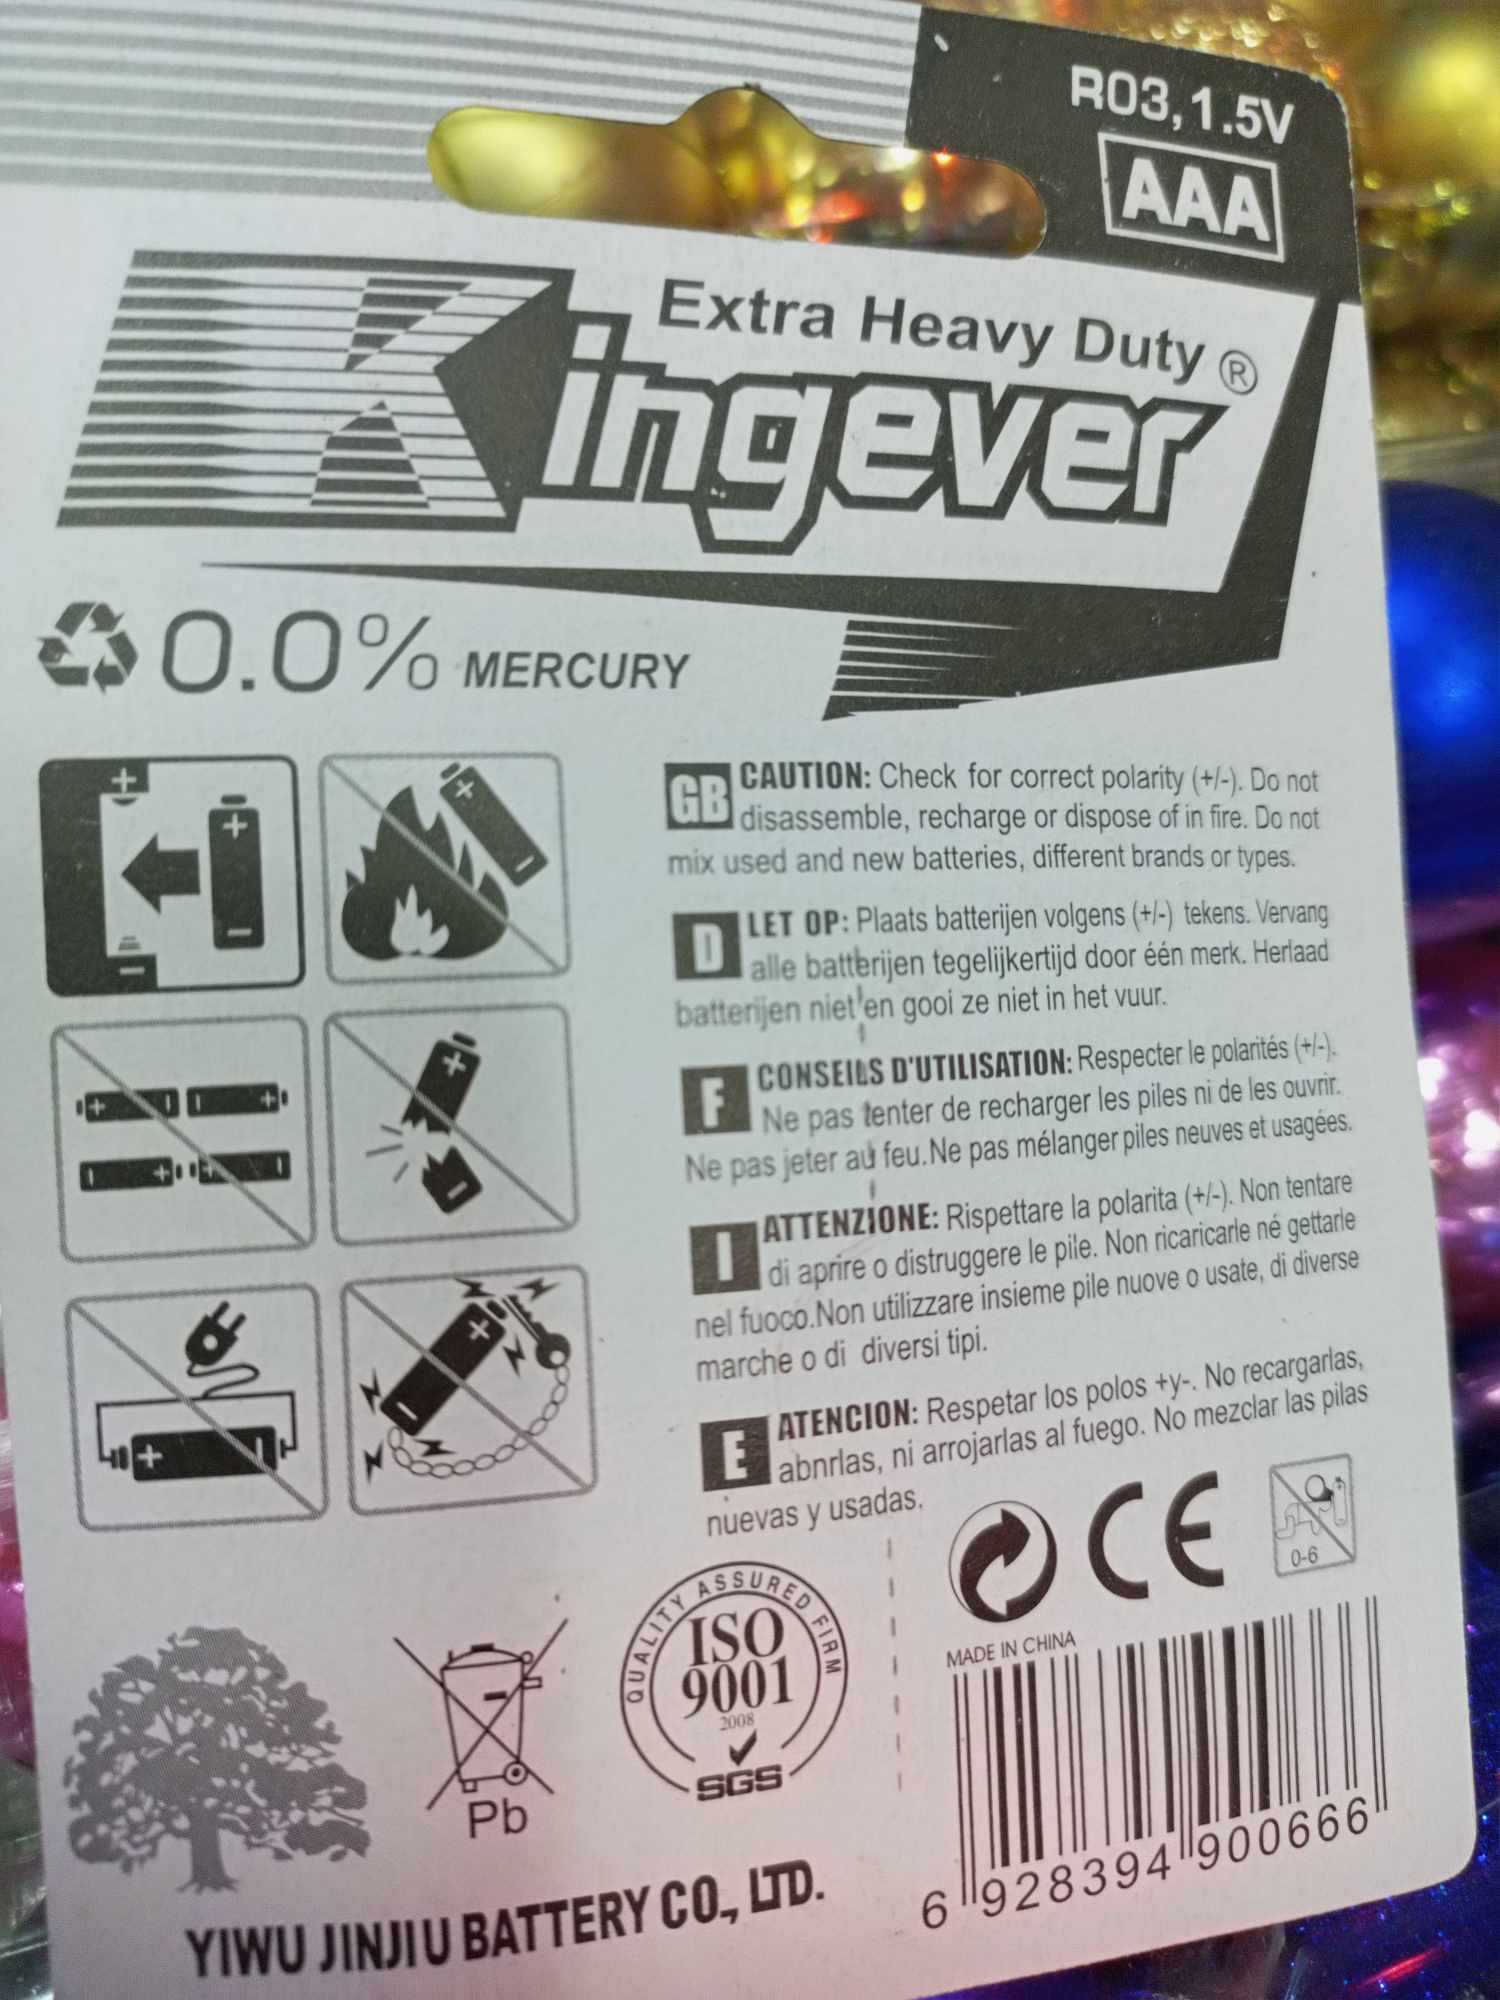 R03, 1.5V
AAA
Extra Heavy Duty
Kingever®
0.0% MERCURY
GB CAUTION: Check for correct polarity (+/-). Do not
disassemble, recharge or dispose of in fire. Do not
mix used and new batteries, different brands or types.
D LET OP: Plaats batterijen volgens (+/-) tekens. Vervang
alle batterijen tegelijkertijd door één merk. Herlaad
batterijen niet en gooi ze niet in het vuur.
F CONSEILS D'UTILISATION: Respecter le polarités (+/-).
Ne pas tenter de recharger les piles ni de les ouvrir.
Ne pas jeter au feu.Ne pas mélanger piles neuves et usagées.
I ATTENZIONE: Rispettare la polarita (+/-). Non tentare
di aprire o distruggere le pile. Non ricaricarle né gettarle
nel fuoco.Non utilizzare insieme pile nuove o usate, di diverse
marche o di diversi tipi.
E ATENCION: Respetar los polos +y-. No recargarlas,
abnrlas, ni arrojarlas al fuego. No mezclar las pilas
nuevas y usadas.
CE
0-6
QUALITY ASSURED FIRM
ISO
9001
2008
SGS
Pb
MADE IN CHINA
6 928394 900666
YIWU JINJIU BATTERY CO., LTD.